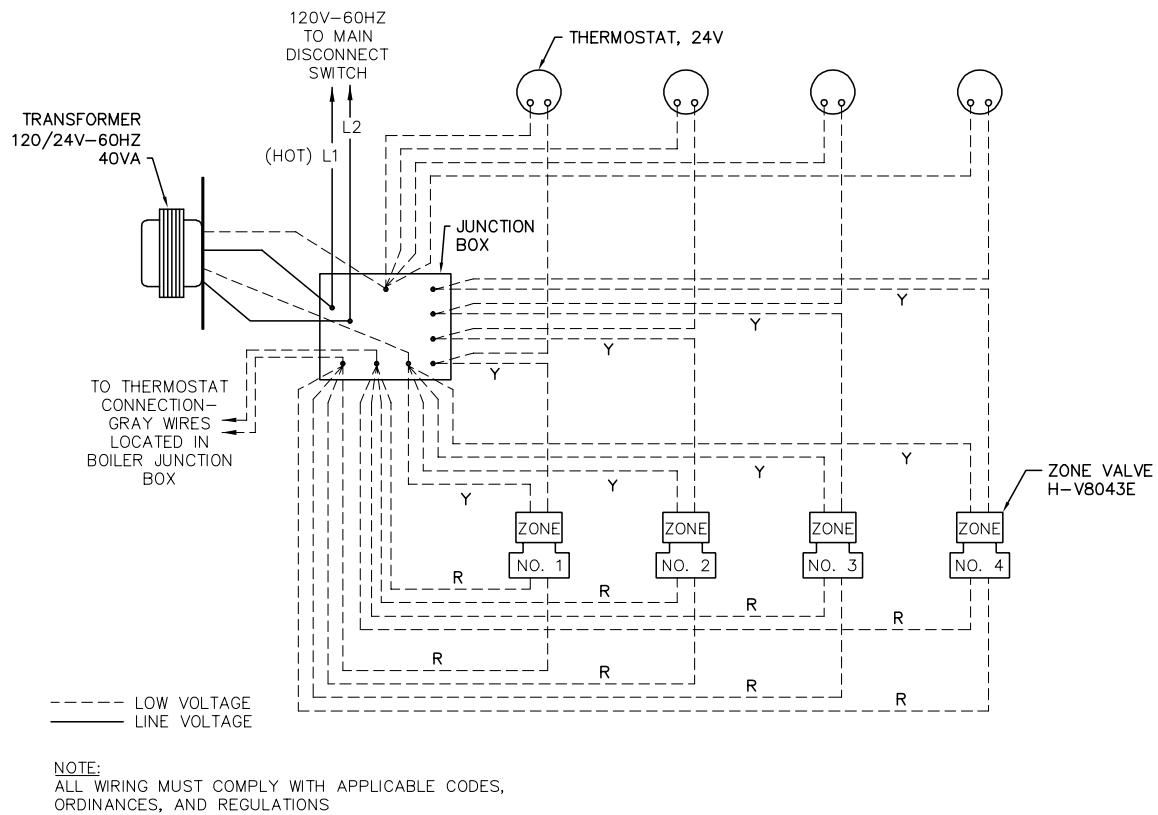 120V-60HZ
TO MAIN
DISCONNECT
SWITCH
THERMOSTAT, 24V
TRANSFORMER
120/24V-60HZ
40VA
L2
(HOT) L1
JUNCTION
BOX
Y
Y
Y
Y
TO THERMOSTAT
CONNECTION-
GRAY WIRES
LOCATED IN
BOILER JUNCTION
BOX
Y
Y
Y
Y
ZONE VALVE
H-V8043E
ZONE
NO. 1
ZONE
NO. 2
ZONE
NO. 3
ZONE
NO. 4
R
R
R
R
R
R
R
R
LOW VOLTAGE
LINE VOLTAGE
NOTE:
ALL WIRING MUST COMPLY WITH APPLICABLE CODES,
ORDINANCES, AND REGULATIONS